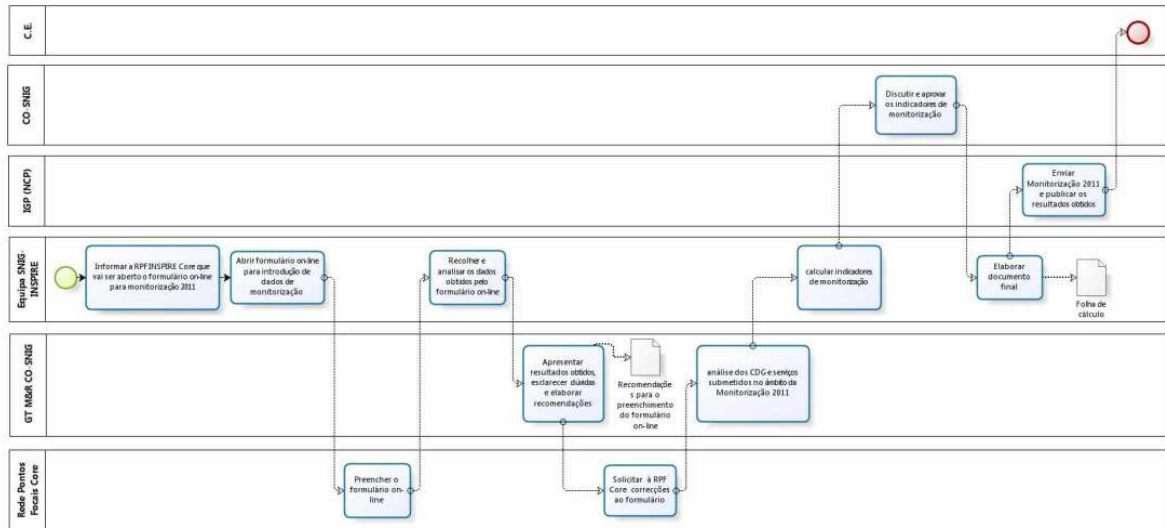 C.E.
CO-SNIG
Discutir e aprovar
os indicadores de
monitorização
IGP (NCP)
Enviar
Monitorização 2011
e publicar os
resultados obtidos
Equipa SNIG-
INSPIRE
Informar a RPFINSPIRE Core que
vai ser aberto o formulário on-line
para monitorização 2011
Abrir formulário on-line
para introdução de
dados de
monitorização
Recolher e
analisar os dados
obtidos pelo
formulário on-line
calcular indicadores
de monitorização
Elaborar
documento
final
Folha de
cálculo
GT M&R CO-SNIG
Apresentar
resultados obtidos,
esclarecer dúvidas
e elaborar
recomendações
Recomendaçõe
s para o
preenchimento
do formulário
on-line
análise dos CDG e serviços
submetidos no âmbito da
Monitorização 2011
Rede Pontos
Focais Core
Preencher o
formulário on-
line
Solicitar à RPF
Core correcções
ao formulário